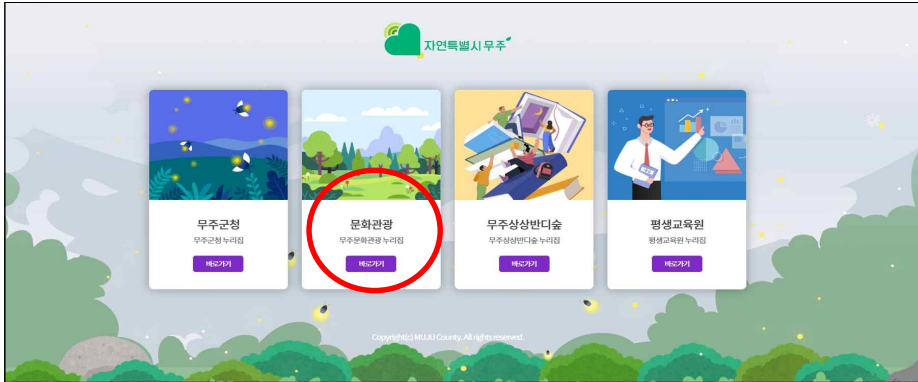 자연특별시 무주
무주군청
무주군청 누리집
바로가기
문화관광
무주문화관광 누리집
바로가기
무주상상반디숲
무주상상반디숲 누리집
바로가기
평생교육원
평생교육원 누리집
바로가기
Copyright(c) MUJU County. All rights reserved.